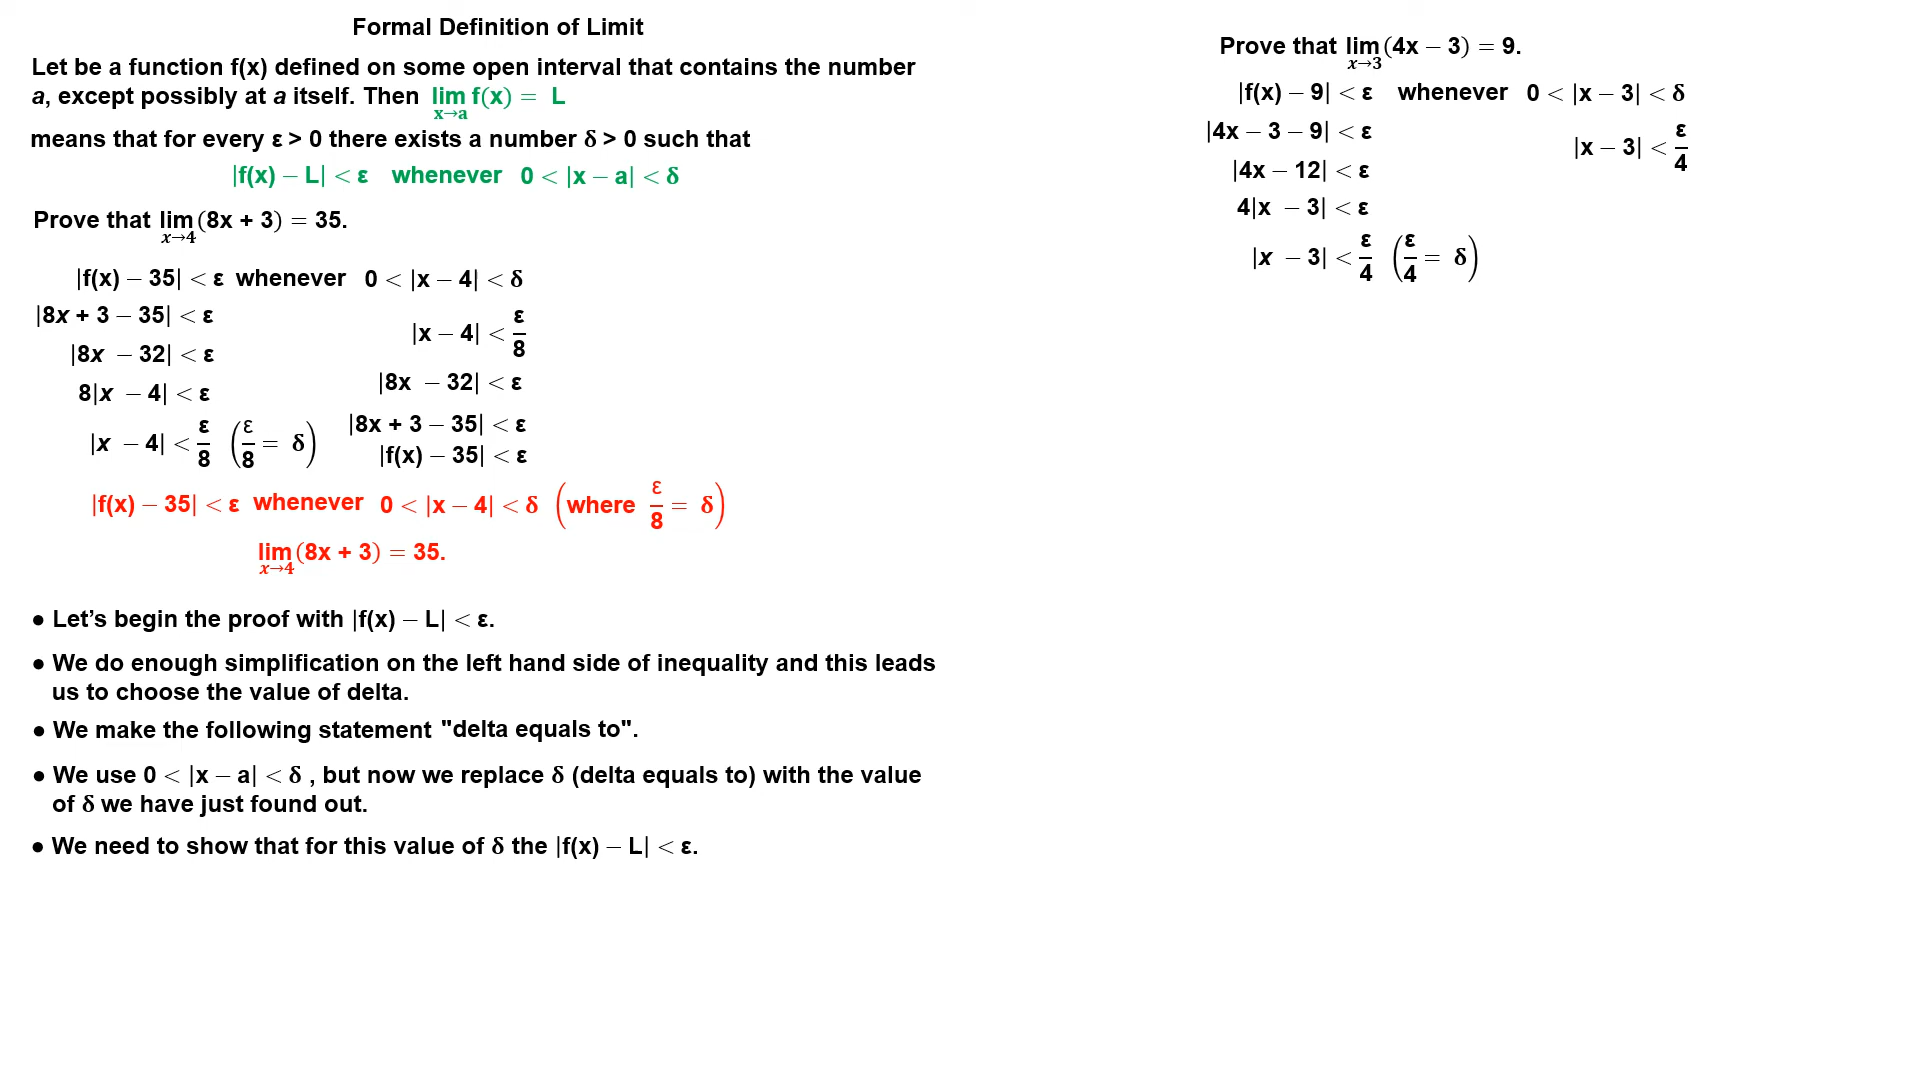 Formal Definition of Limit
Let be a function f(x) defined on some open interval that contains the number
a, except possibly at a itself. Then lim f(x) = L
x→a
means that for every ε > 0 there exists a number δ > 0 such that
|f(x) − L| < ε whenever 0 < |x − a| < δ
Prove that lim (8x + 3) = 35.
x→4
|f(x) − 35| < ε whenever 0 < |x − 4| < δ
|8x + 3 − 35| < ε
|8x − 32| < ε
8|x − 4| < ε
|x − 4| < ε/8 (ε/8 = δ)
|x − 4| < ε/8
|8x − 32| < ε
|8x + 3 − 35| < ε
|f(x) − 35| < ε
|f(x) − 35| < ε whenever 0 < |x − 4| < δ (where ε/8 = δ)
lim (8x + 3) = 35.
x→4
● Let’s begin the proof with |f(x) − L| < ε.
● We do enough simplification on the left hand side of inequality and this leads
us to choose the value of delta.
● We make the following statement "delta equals to".
● We use 0 < |x − a| < δ , but now we replace δ (delta equals to) with the value
of δ we have just found out.
● We need to show that for this value of δ the |f(x) − L| < ε.
Prove that lim (4x − 3) = 9.
x→3
|f(x) − 9| < ε whenever 0 < |x − 3| < δ
|4x − 3 − 9| < ε
|4x − 12| < ε
4|x − 3| < ε
|x − 3| < ε/4 (ε/4 = δ)
|x − 3| < ε/4